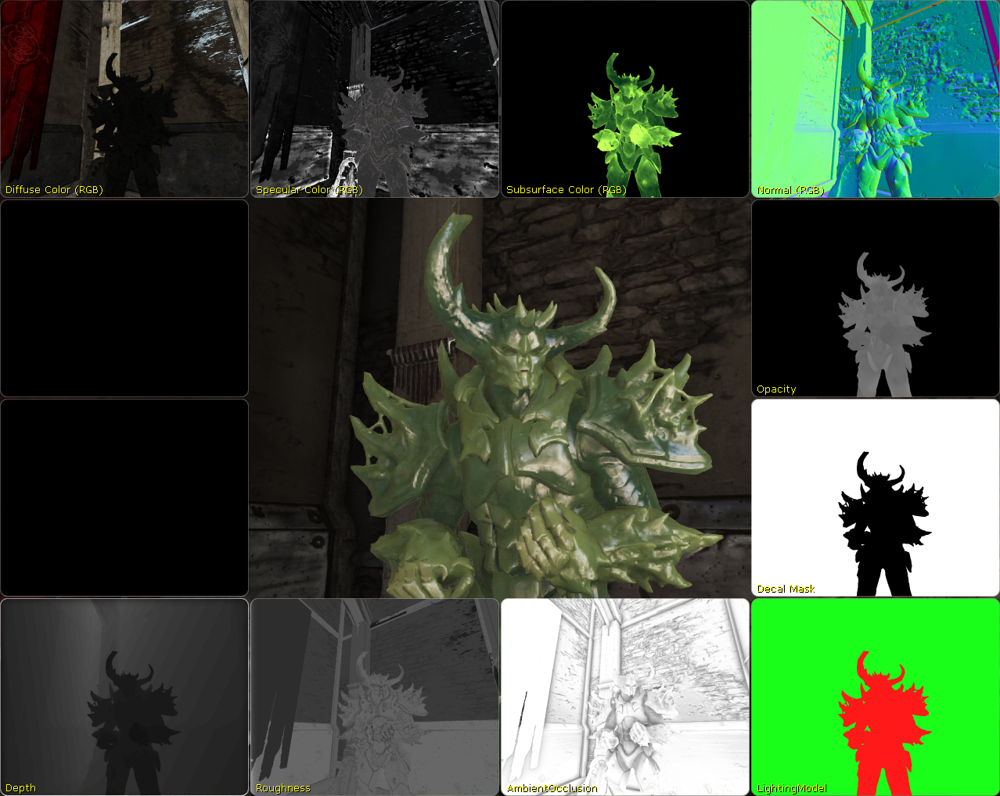 Diffuse Color (RGB)
Specular Color (RGB)
Subsurface Color (RGB)
Normal (RGB)
Opacity
Decal Mask
Depth
Roughness
AmbientOcclusion
LightingModel